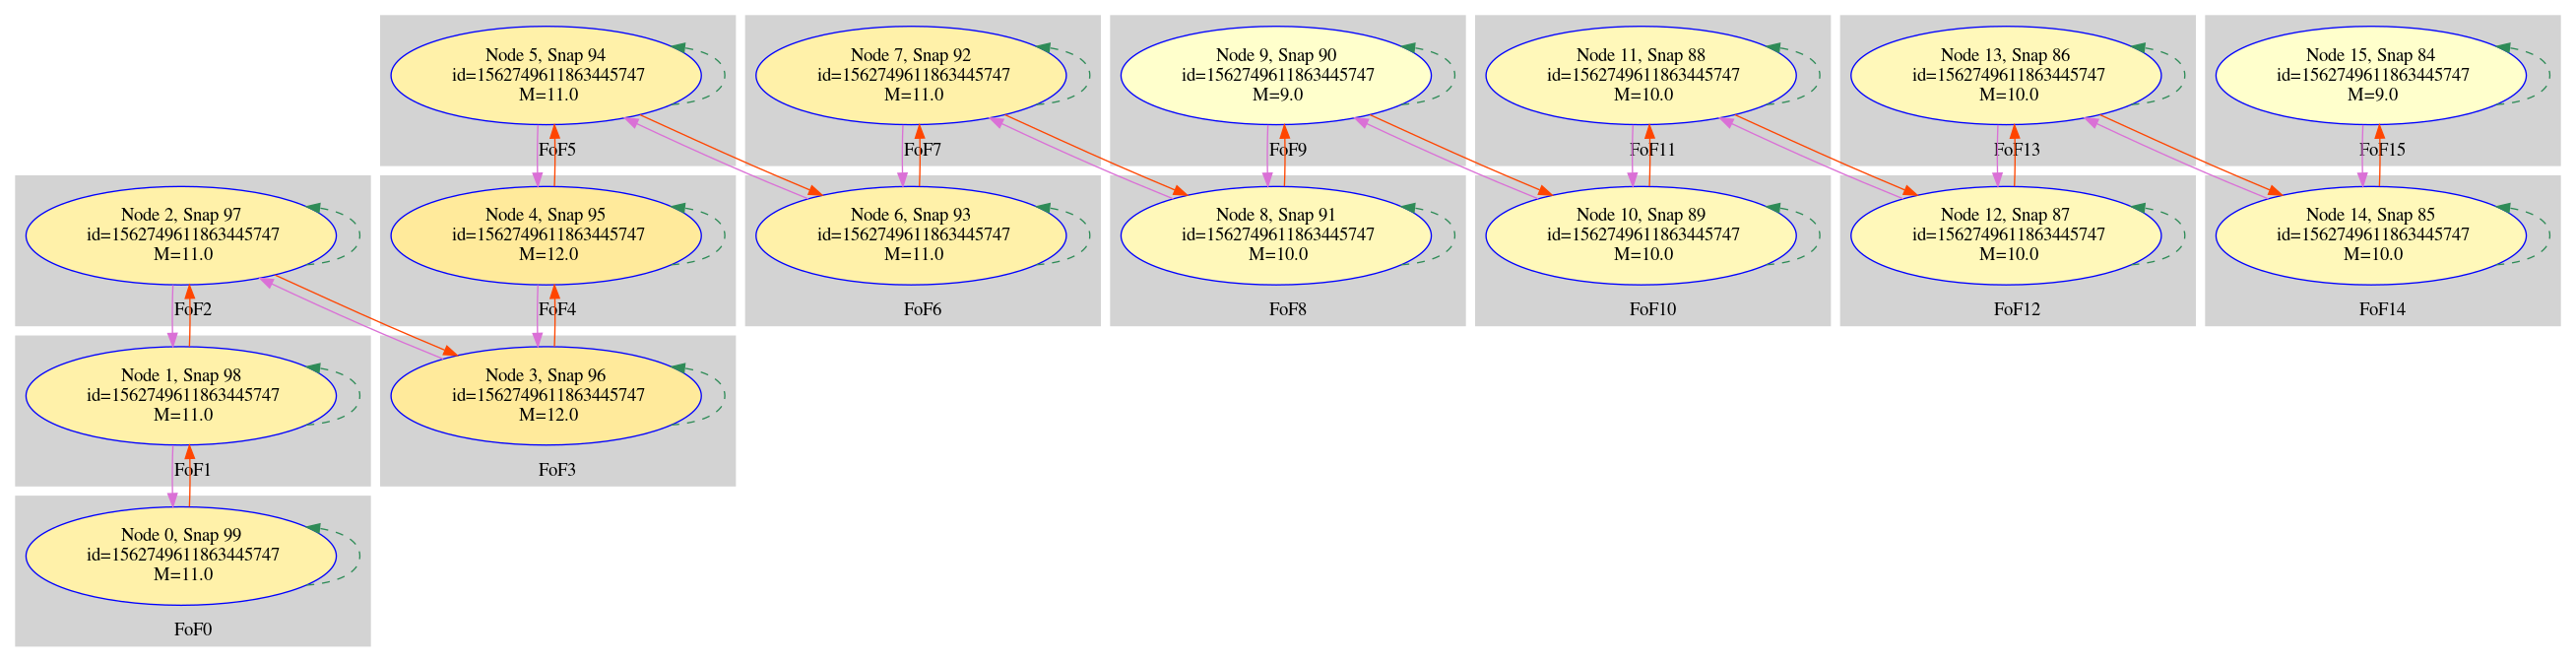 Node 5, Snap 94
id=1562749611863445747
M=11.0
FoF5
Node 7, Snap 92
id=1562749611863445747
M=11.0
FoF7
Node 9, Snap 90
id=1562749611863445747
M=9.0
FoF9
Node 11, Snap 88
id=1562749611863445747
M=10.0
FoF11
Node 13, Snap 86
id=1562749611863445747
M=10.0
FoF13
Node 15, Snap 84
id=1562749611863445747
M=9.0
FoF15
Node 2, Snap 97
id=1562749611863445747
M=11.0
FoF2
Node 4, Snap 95
id=1562749611863445747
M=12.0
FoF4
Node 6, Snap 93
id=1562749611863445747
M=11.0
FoF6
Node 8, Snap 91
id=1562749611863445747
M=10.0
FoF8
Node 10, Snap 89
id=1562749611863445747
M=10.0
FoF10
Node 12, Snap 87
id=1562749611863445747
M=10.0
FoF12
Node 14, Snap 85
id=1562749611863445747
M=10.0
FoF14
Node 1, Snap 98
id=1562749611863445747
M=11.0
FoF1
Node 3, Snap 96
id=1562749611863445747
M=12.0
FoF3
Node 0, Snap 99
id=1562749611863445747
M=11.0
FoF0